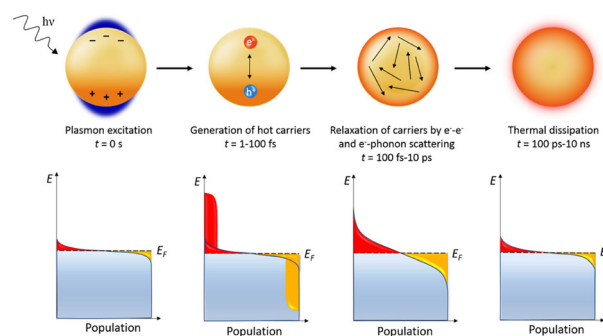 hν
− − −
+ + +
e⁻
h⁺
Plasmon excitation
t = 0 s
Generation of hot carriers
t = 1-100 fs
Relaxation of carriers by e⁻-e⁻
and e⁻-phonon scattering
t = 100 fs-10 ps
Thermal dissipation
t = 100 ps-10 ns
E
E
E
E
E_F
E_F
E_F
Population
Population
Population
Population